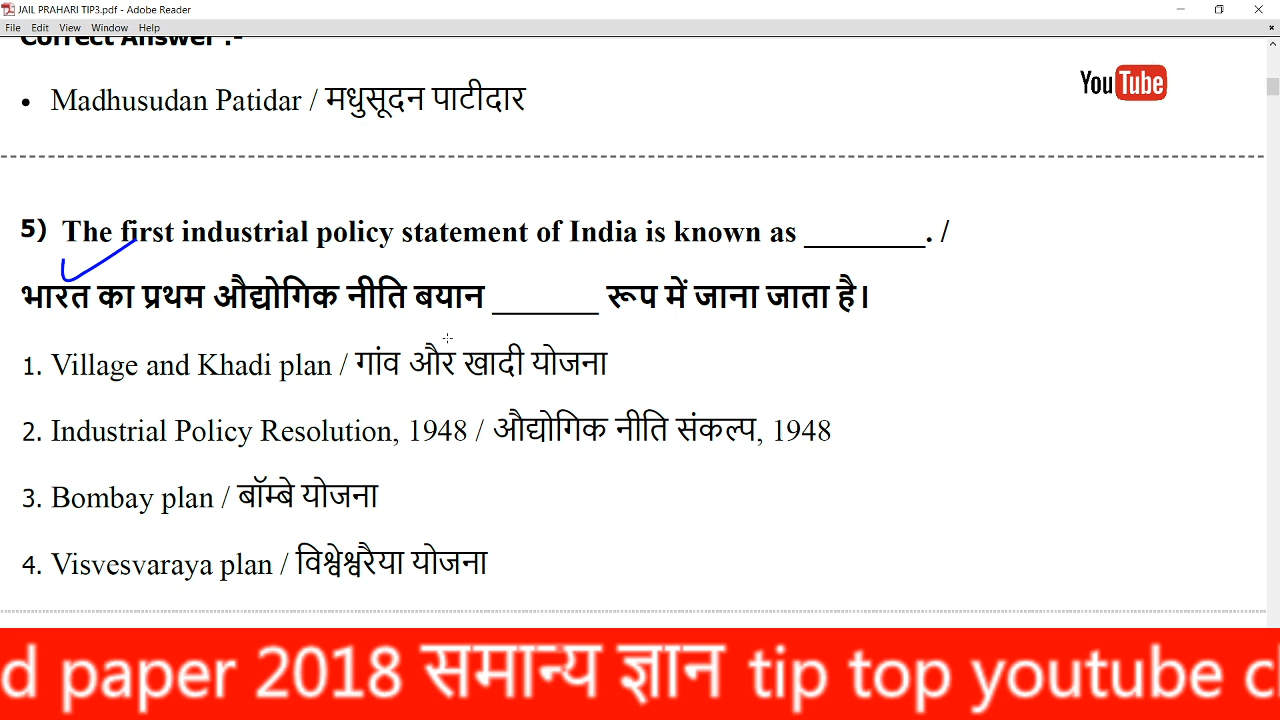 JAIL PRAHARI TIP3.pdf - Adobe Reader
File Edit View Window Help
Correct Answer :-
YouTube
• Madhusudan Patidar / मधुसूदन पाटीदार
5) The first industrial policy statement of India is known as ________. /
भारत का प्रथम औद्योगिक नीति बयान _______ रूप में जाना जाता है।
1. Village and Khadi plan / गांव और खादी योजना
2. Industrial Policy Resolution, 1948 / औद्योगिक नीति संकल्प, 1948
3. Bombay plan / बॉम्बे योजना
4. Visvesvaraya plan / विश्वेश्वरैया योजना
d paper 2018 समान्य ज्ञान tip top youtube c